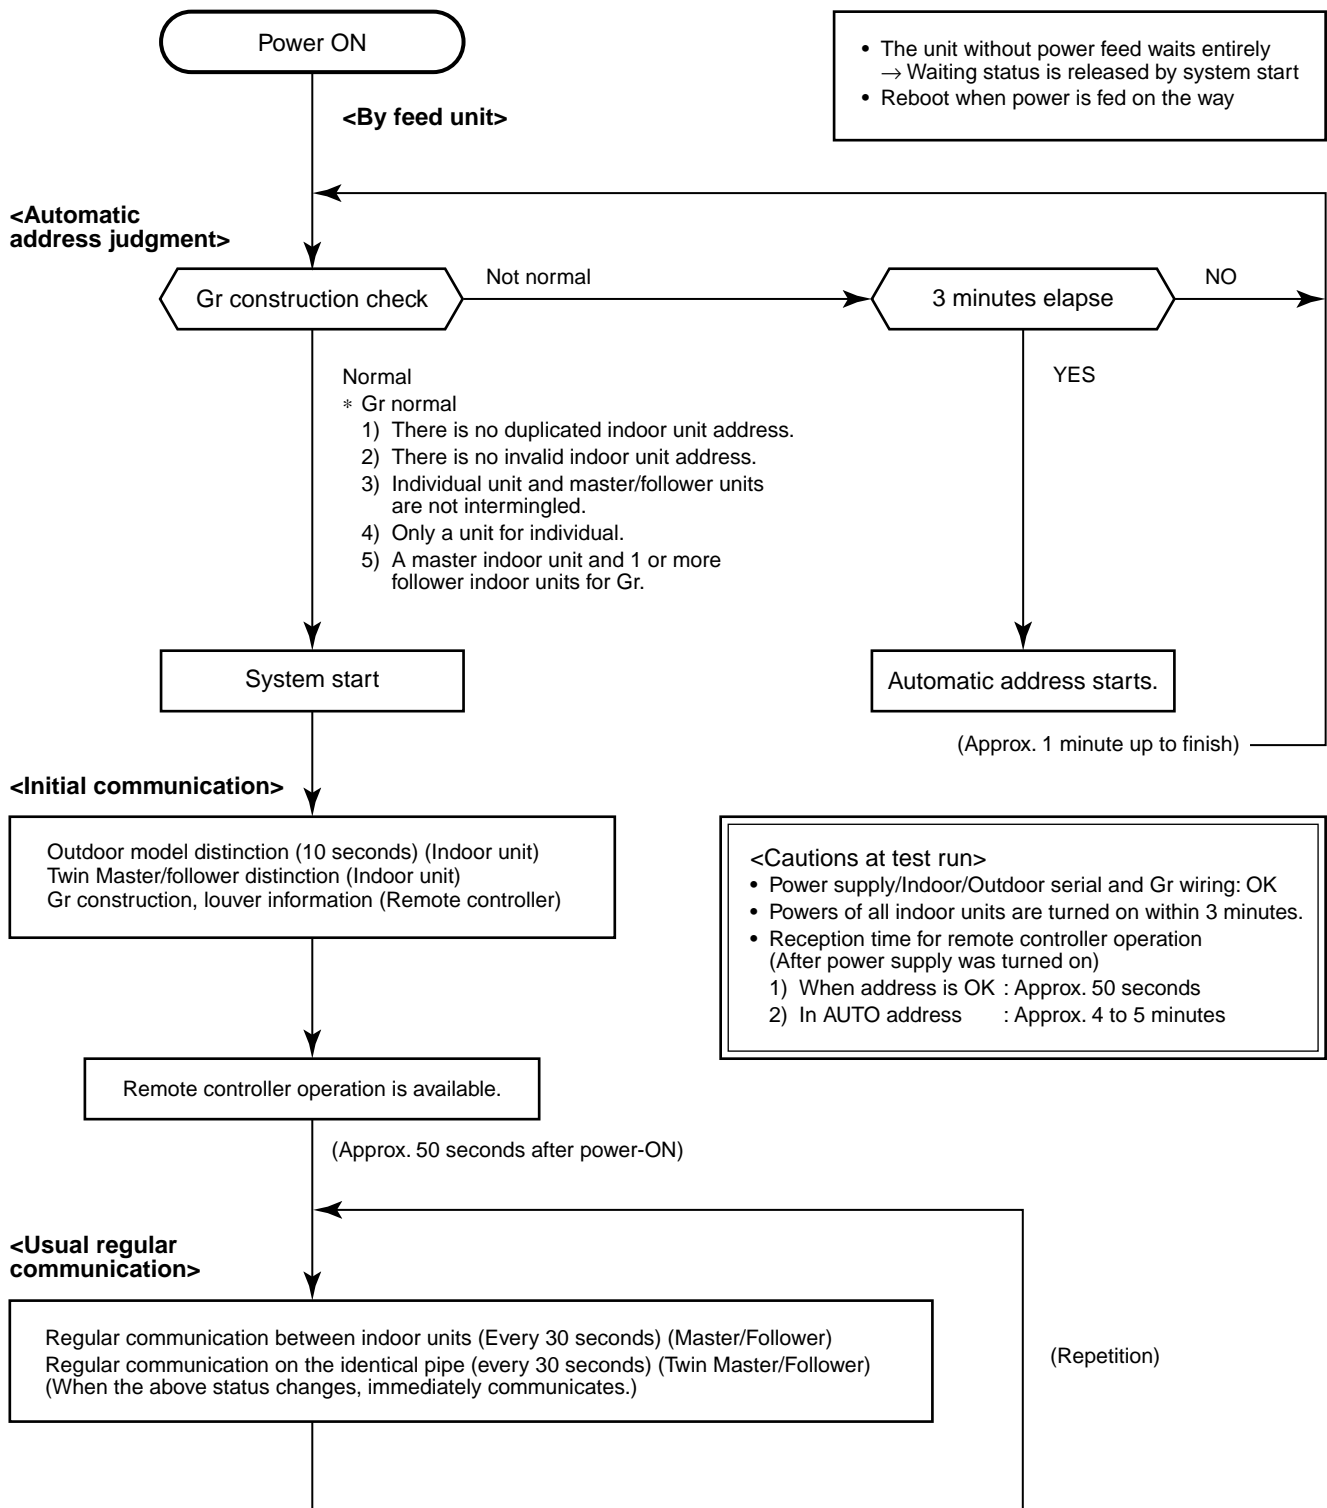 Power ON
• The unit without power feed waits entirely
→ Waiting status is released by system start
• Reboot when power is fed on the way
<By feed unit>
<Automatic
address judgment>
Gr construction check
Not normal
3 minutes elapse
NO
Normal
* Gr normal
1) There is no duplicated indoor unit address.
2) There is no invalid indoor unit address.
3) Individual unit and master/follower units
are not intermingled.
4) Only a unit for individual.
5) A master indoor unit and 1 or more
follower indoor units for Gr.
YES
System start
Automatic address starts.
(Approx. 1 minute up to finish)
<Initial communication>
Outdoor model distinction (10 seconds) (Indoor unit)
Twin Master/follower distinction (Indoor unit)
Gr construction, louver information (Remote controller)
<Cautions at test run>
• Power supply/Indoor/Outdoor serial and Gr wiring: OK
• Powers of all indoor units are turned on within 3 minutes.
• Reception time for remote controller operation
(After power supply was turned on)
1) When address is OK : Approx. 50 seconds
2) In AUTO address : Approx. 4 to 5 minutes
Remote controller operation is available.
(Approx. 50 seconds after power-ON)
<Usual regular
communication>
Regular communication between indoor units (Every 30 seconds) (Master/Follower)
Regular communication on the identical pipe (every 30 seconds) (Twin Master/Follower)
(When the above status changes, immediately communicates.)
(Repetition)